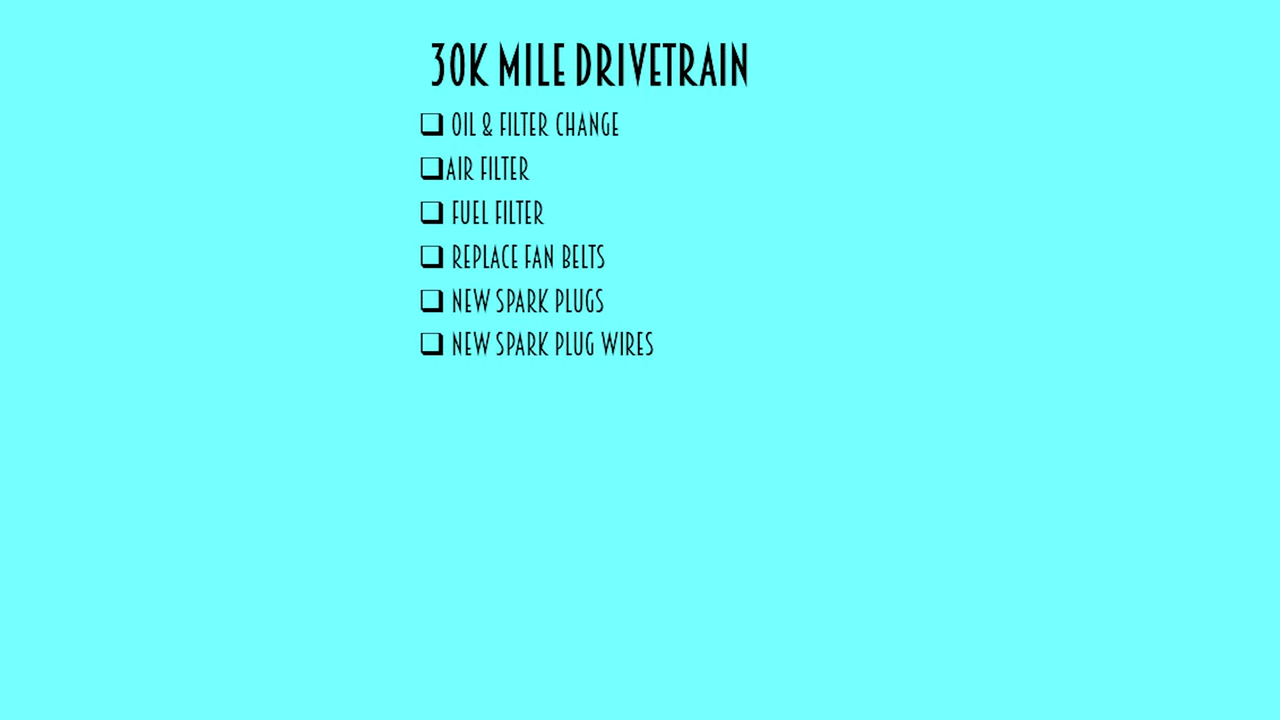 30K MILE DRIVETRAIN
❑ OIL & FILTER CHANGE
❑AIR FILTER
❑ FUEL FILTER
❑ REPLACE FAN BELTS
❑ NEW SPARK PLUGS
❑ NEW SPARK PLUG WIRES